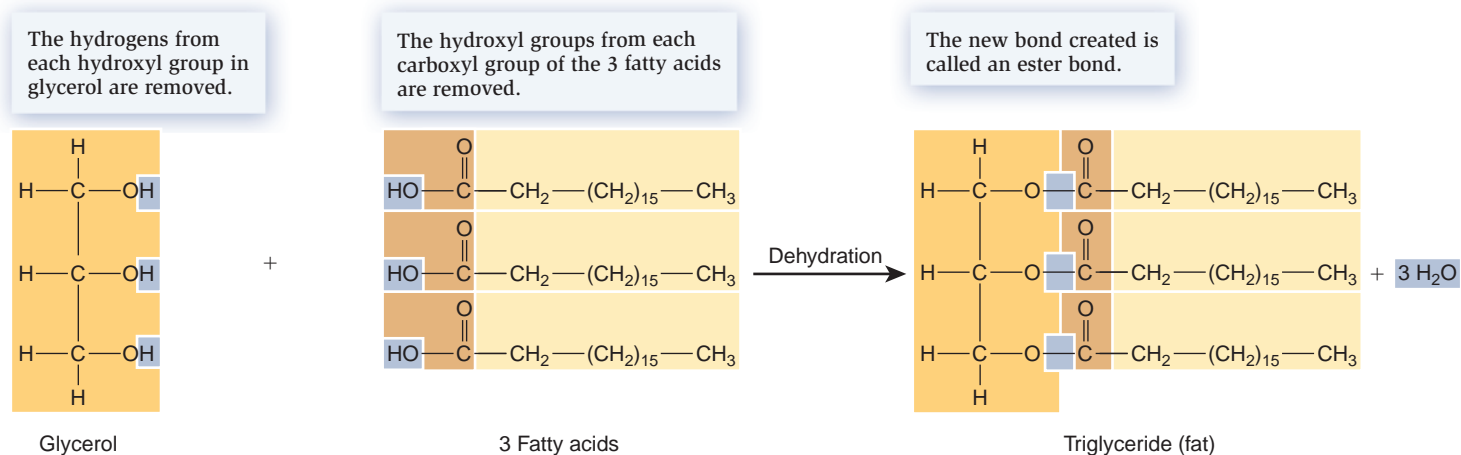 The hydrogens from
each hydroxyl group in
glycerol are removed.
The hydroxyl groups from each
carboxyl group of the 3 fatty acids
are removed.
The new bond created is
called an ester bond.
H
H—C—OH
H—C—OH
H—C—OH
H
+
O
HO—C—CH₂—(CH₂)₁₅—CH₃
O
HO—C—CH₂—(CH₂)₁₅—CH₃
O
HO—C—CH₂—(CH₂)₁₅—CH₃
Dehydration
H O
H—C—O—C—CH₂—(CH₂)₁₅—CH₃
O
H—C—O—C—CH₂—(CH₂)₁₅—CH₃ + 3 H₂O
O
H—C—O—C—CH₂—(CH₂)₁₅—CH₃
H
Glycerol
3 Fatty acids
Triglyceride (fat)